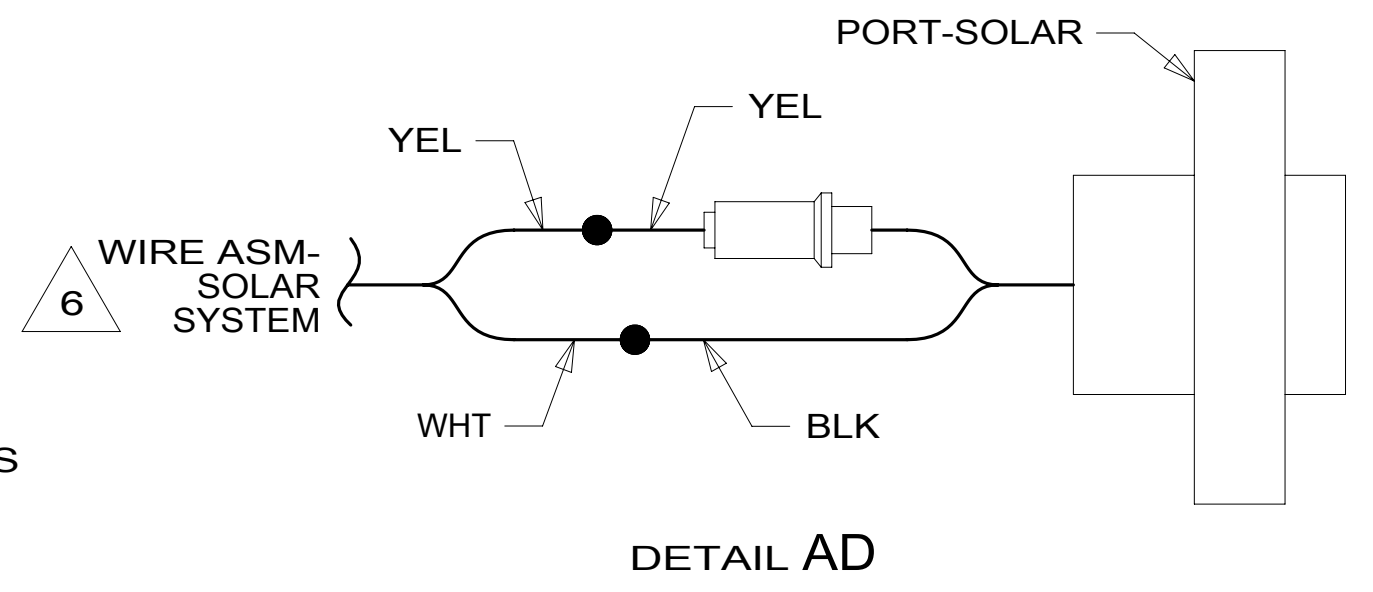 PORT-SOLAR
YEL
YEL
6
WIRE ASM-
SOLAR
SYSTEM
WHT
BLK
S
DETAIL AD